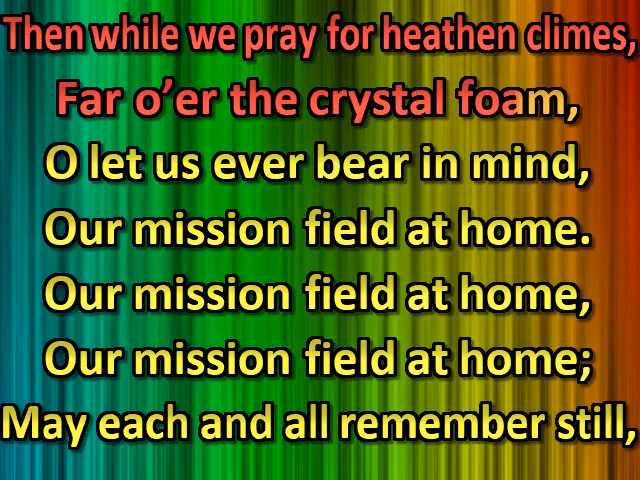 Then while we pray for heathen climes,
Far o’er the crystal foam,
O let us ever bear in mind,
Our mission field at home.
Our mission field at home,
Our mission field at home;
May each and all remember still,